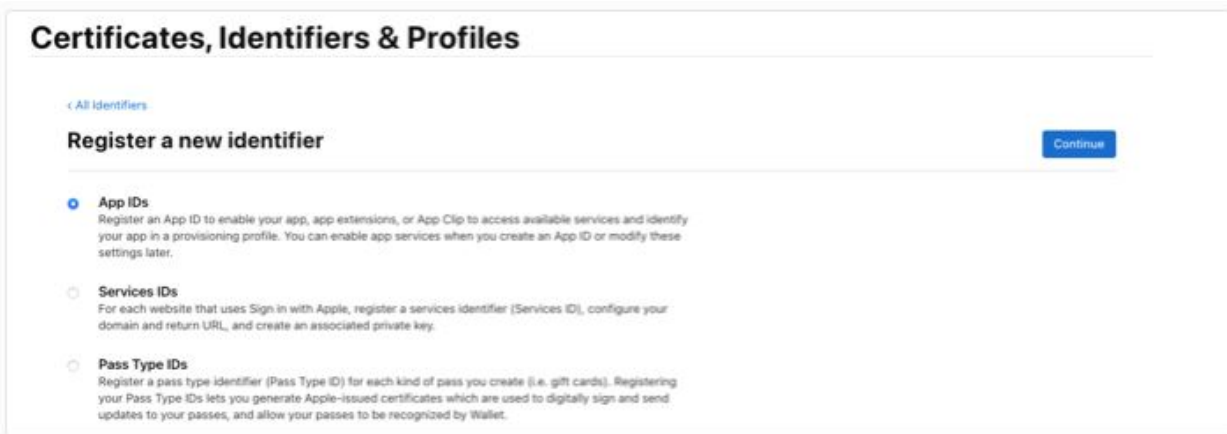 Certificates, Identifiers & Profiles
< All Identifiers
Register a new identifier
Continue
App IDs
Register an App ID to enable your app, app extensions, or App Clip to access available services and identify
your app in a provisioning profile. You can enable app services when you create an App ID or modify these
settings later.
Services IDs
For each website that uses Sign in with Apple, register a services identifier (Services ID), configure your
domain and return URL, and create an associated private key.
Pass Type IDs
Register a pass type identifier (Pass Type ID) for each kind of pass you create (i.e. gift cards). Registering
your Pass Type IDs lets you generate Apple-issued certificates which are used to digitally sign and send
updates to your passes, and allow your passes to be recognized by Wallet.